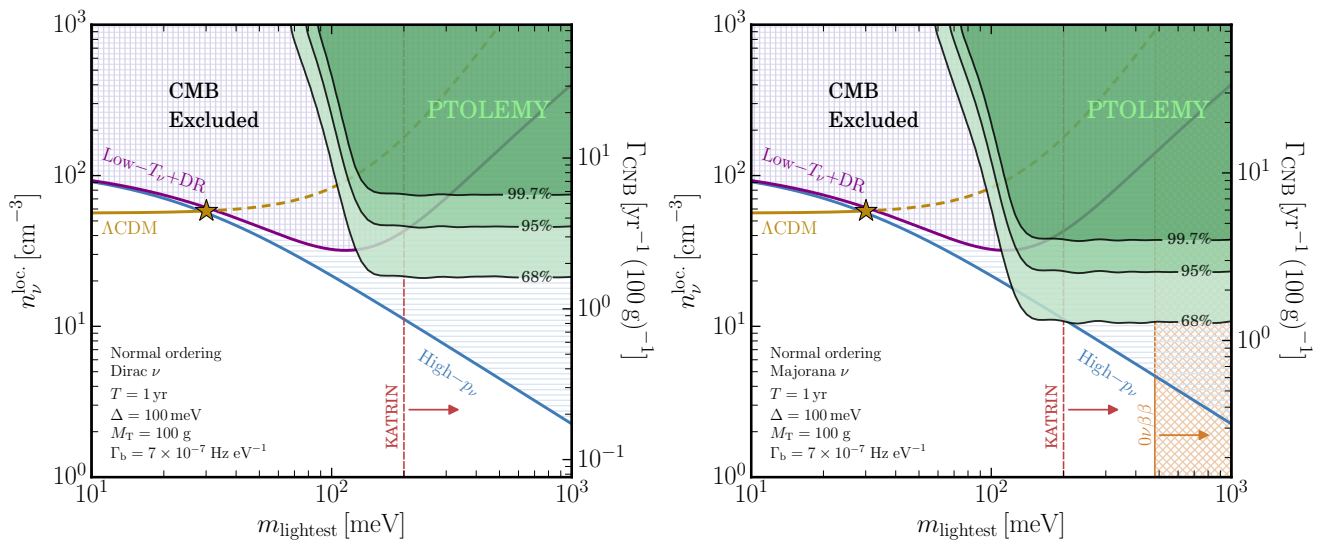 10³
10²
10¹
10⁰
n_ν^loc. [cm⁻³]
CMB
Excluded
PTOLEMY
Low−T_ν+DR
ΛCDM
99.7%
95%
68%
High−p_ν
KATRIN
Normal ordering
Dirac ν
T = 1 yr
Δ = 100 meV
M_T = 100 g
Γ_b = 7 × 10⁻⁷ Hz eV⁻¹
10¹
10⁰
10⁻¹
Γ_CNB [yr⁻¹ (100 g)⁻¹]
10¹
10²
10³
m_lightest [meV]
10³
10²
10¹
10⁰
n_ν^loc. [cm⁻³]
CMB
Excluded
PTOLEMY
Low−T_ν+DR
ΛCDM
99.7%
95%
68%
High−p_ν
KATRIN
0νββ
Normal ordering
Majorana ν
T = 1 yr
Δ = 100 meV
M_T = 100 g
Γ_b = 7 × 10⁻⁷ Hz eV⁻¹
10¹
10⁰
Γ_CNB [yr⁻¹ (100 g)⁻¹]
10¹
10²
10³
m_lightest [meV]